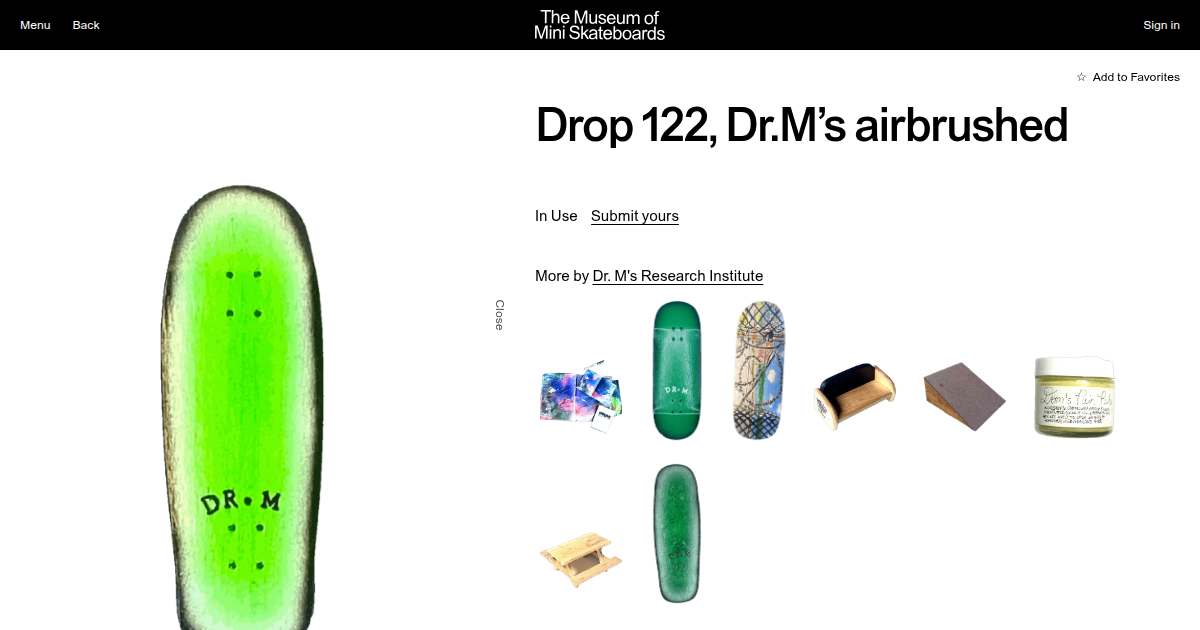 Menu
Back
The Museum of
Mini Skateboards
Sign in
☆ Add to Favorites
Drop 122, Dr.M’s airbrushed
In Use
Submit yours
More by Dr. M's Research Institute
Close
DR•M
DR•M